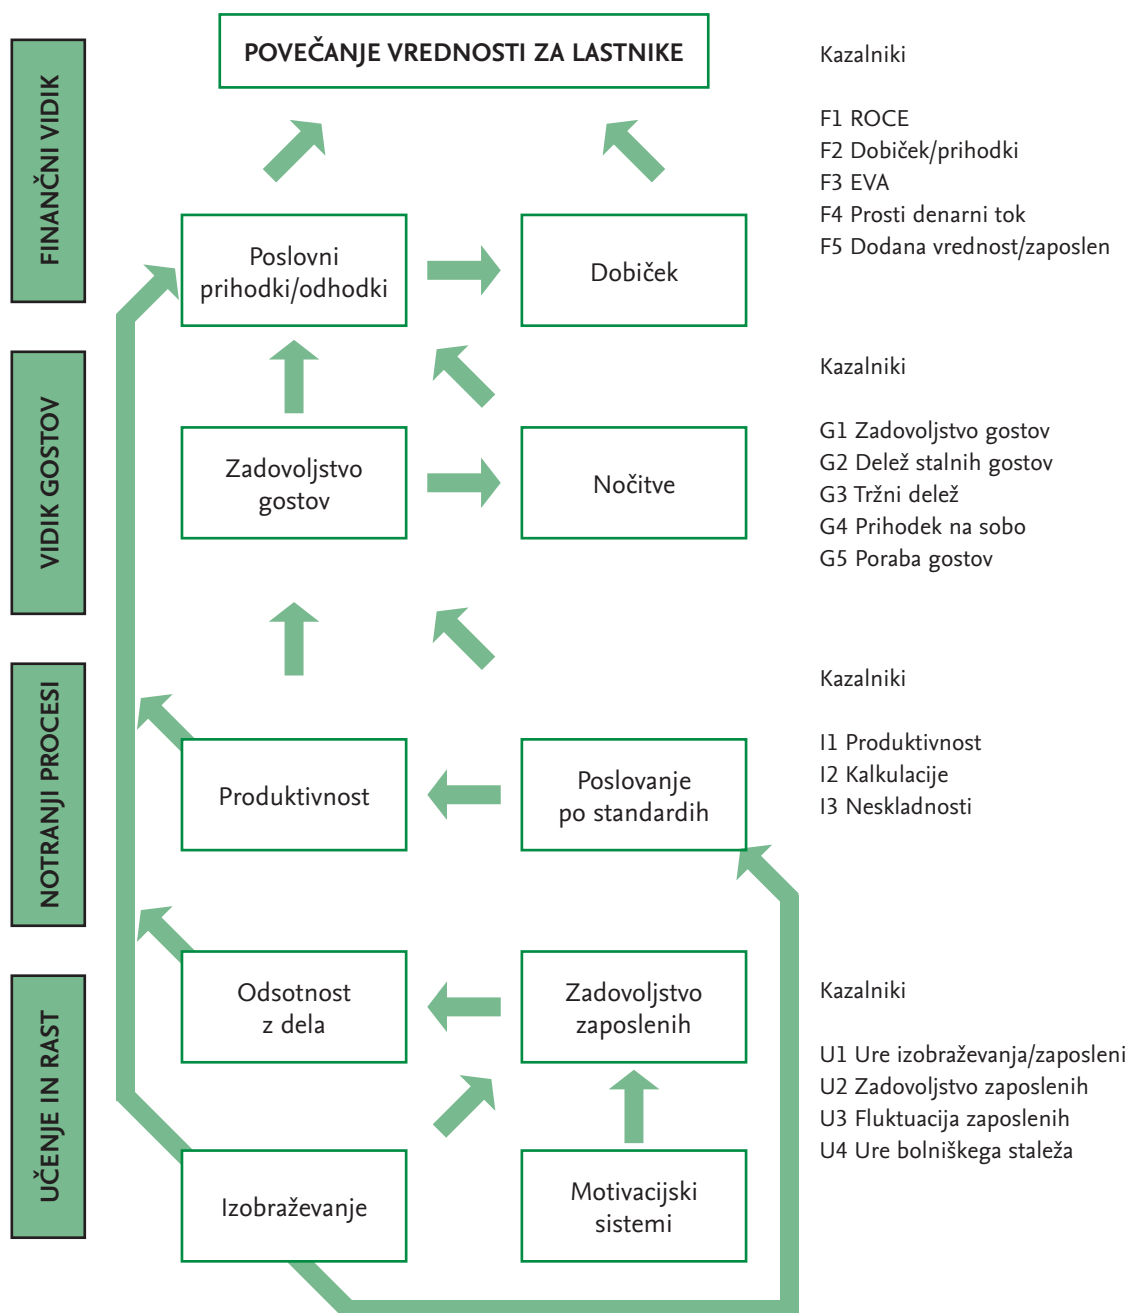 POVEČANJE VREDNOSTI ZA LASTNIKE
FINANČNI VIDIK
Poslovni
prihodki/odhodki
Dobiček
Kazalniki
F1 ROCE
F2 Dobiček/prihodki
F3 EVA
F4 Prosti denarni tok
F5 Dodana vrednost/zaposlen
VIDIK GOSTOV
Zadovoljstvo
gostov
Nočitve
Kazalniki
G1 Zadovoljstvo gostov
G2 Delež stalnih gostov
G3 Tržni delež
G4 Prihodek na sobo
G5 Poraba gostov
NOTRANJI PROCESI
Produktivnost
Poslovanje
po standardih
Kazalniki
I1 Produktivnost
I2 Kalkulacije
I3 Neskladnosti
UČENJE IN RAST
Odsotnost
z dela
Zadovoljstvo
zaposlenih
Izobraževanje
Motivacijski
sistemi
Kazalniki
U1 Ure izobraževanja/zaposleni
U2 Zadovoljstvo zaposlenih
U3 Fluktuacija zaposlenih
U4 Ure bolniškega staleža